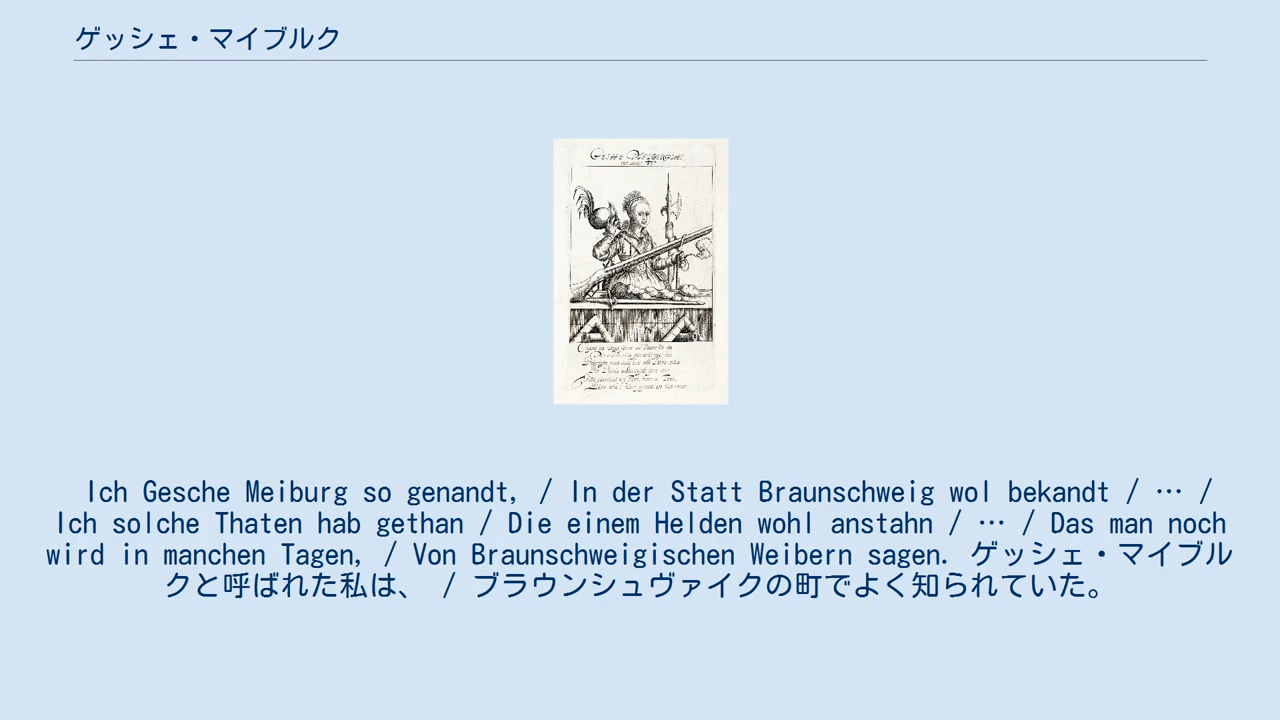 ゲッシェ・マイブルク
Ich Gesche Meiburg so genandt, / In der Statt Braunschweig wol bekandt / … /
Ich solche Thaten hab gethan / Die einem Helden wohl anstahn / … / Das man noch
wird in manchen Tagen, / Von Braunschweigischen Weibern sagen. ゲッシェ・マイブル
クと呼ばれた私は、 / ブラウンシュヴァイクの町でよく知られていた。